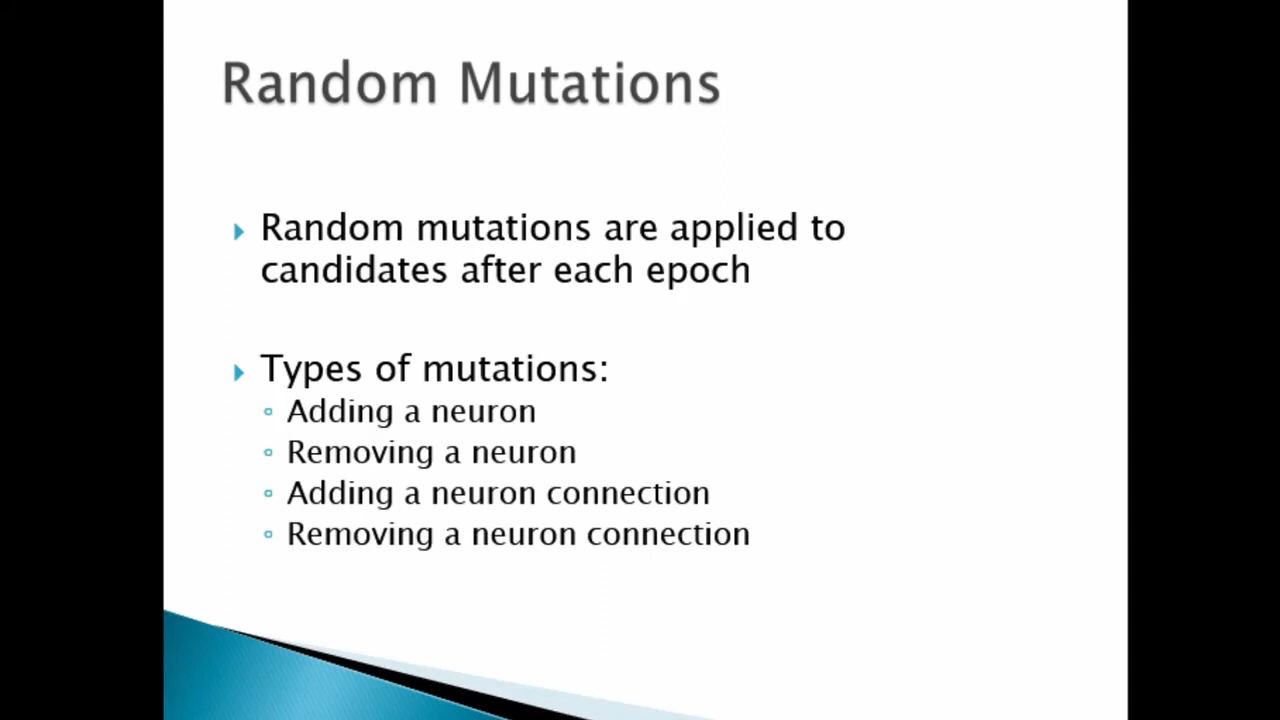 Random Mutations
Random mutations are applied to
candidates after each epoch
Types of mutations:
Adding a neuron
Removing a neuron
Adding a neuron connection
Removing a neuron connection